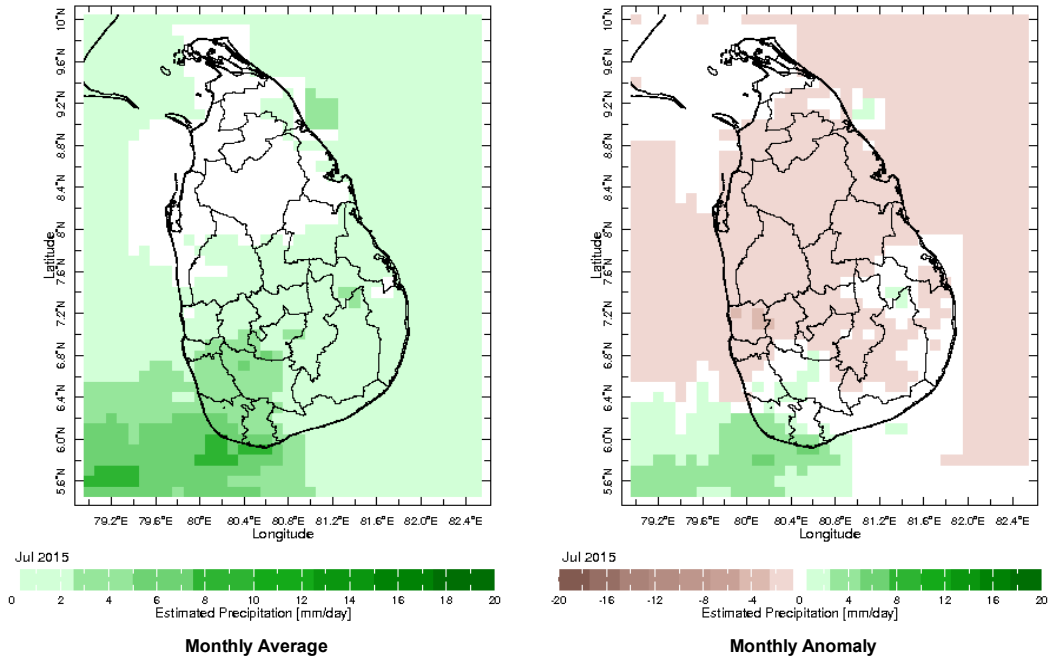 10°N
9.6°N
9.2°N
8.8°N
8.4°N
8°N
7.6°N
7.2°N
6.8°N
6.4°N
6.0°N
5.6°N
Latitude
79.2°E 79.6°E 80°E 80.4°E 80.8°E 81.2°E 81.6°E 82.0°E 82.4°E
Longitude
Jul 2015
0 2 4 6 8 10 12 14 16 18 20
Estimated Precipitation [mm/day]
Monthly Average
10°N
9.6°N
9.2°N
8.8°N
8.4°N
8°N
7.6°N
7.2°N
6.8°N
6.4°N
6.0°N
5.6°N
Latitude
79.2°E 79.6°E 80°E 80.4°E 80.8°E 81.2°E 81.6°E 82.0°E 82.4°E
Longitude
Jul 2015
-20 -16 -12 -8 -4 0 4 8 12 16 20
Estimated Precipitation [mm/day]
Monthly Anomaly